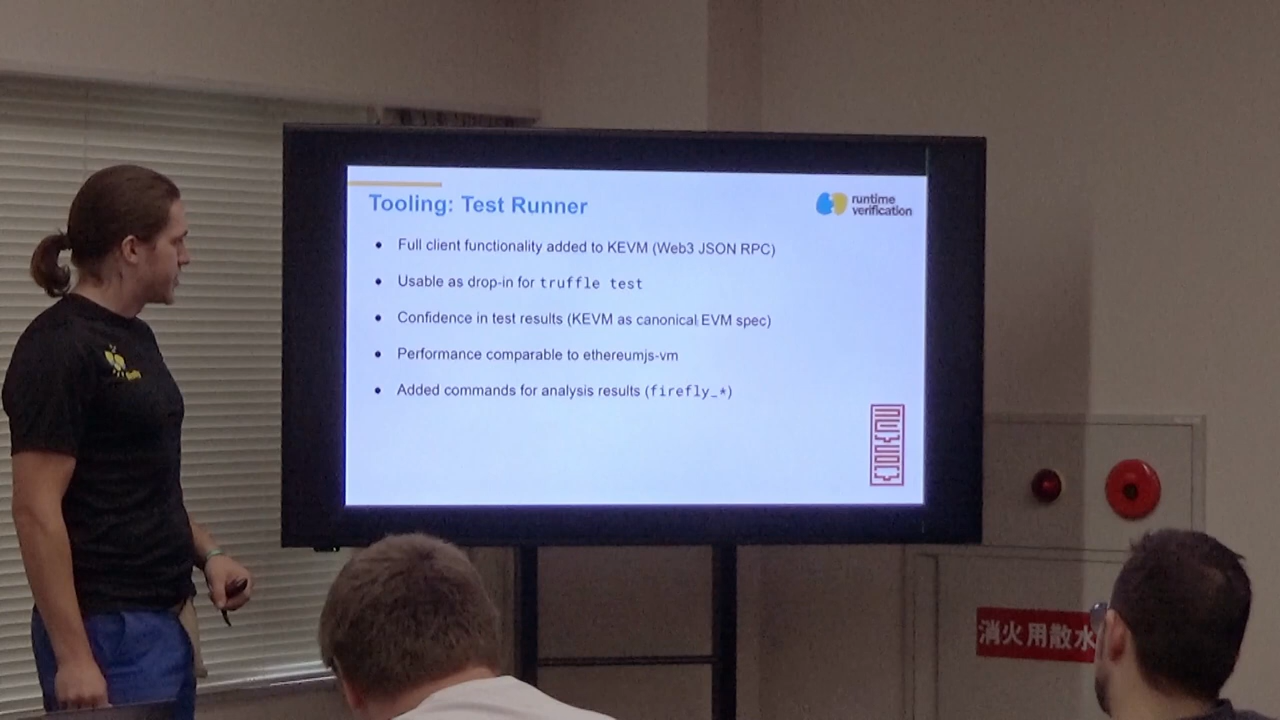 Tooling: Test Runner
runtime
verification
• Full client functionality added to KEVM (Web3 JSON RPC)
• Usable as drop-in for truffle test
• Confidence in test results (KEVM as canonical EVM spec)
• Performance comparable to ethereumjs-vm
• Added commands for analysis results (firefly_*)
消火用散水